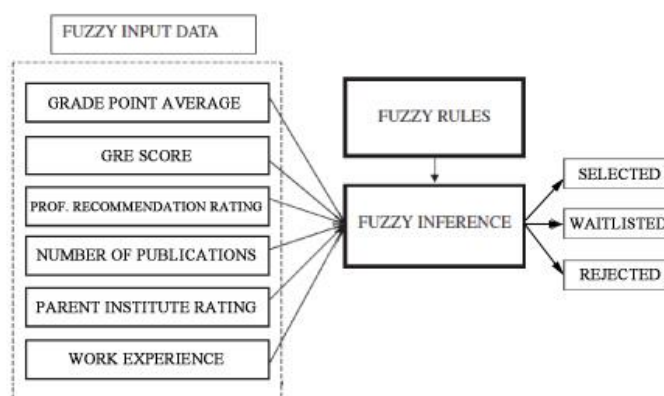 FUZZY INPUT DATA
GRADE POINT AVERAGE
GRE SCORE
PROF. RECOMMENDATION RATING
NUMBER OF PUBLICATIONS
PARENT INSTITUTE RATING
WORK EXPERIENCE
FUZZY RULES
FUZZY INFERENCE
SELECTED
WAITLISTED
REJECTED